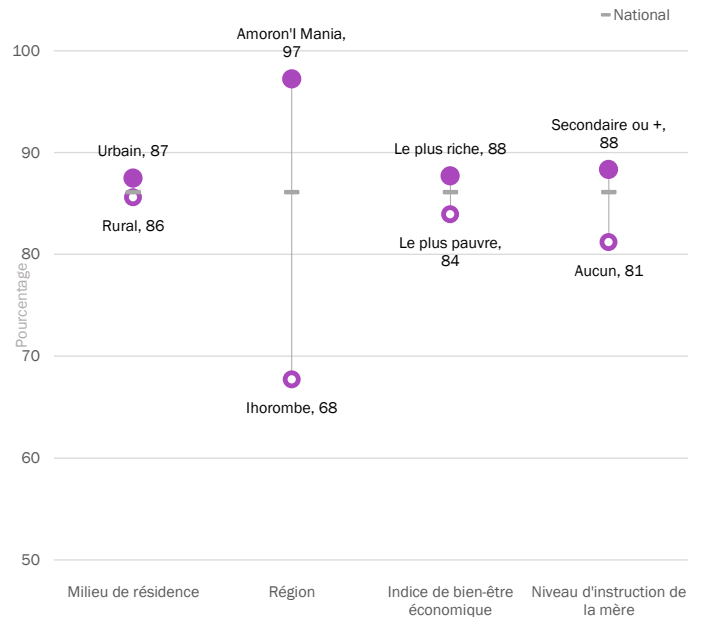 National
Amoron'I Mania,
97
100
Secondaire ou +,
88
Urbain, 87
Le plus riche, 88
90
Rural, 86
Le plus pauvre,
84
80
Aucun, 81
Pourcentage
70
Ihorombe, 68
60
50
Milieu de résidence
Région
Indice de bien-être
économique
Niveau d'instruction de
la mère